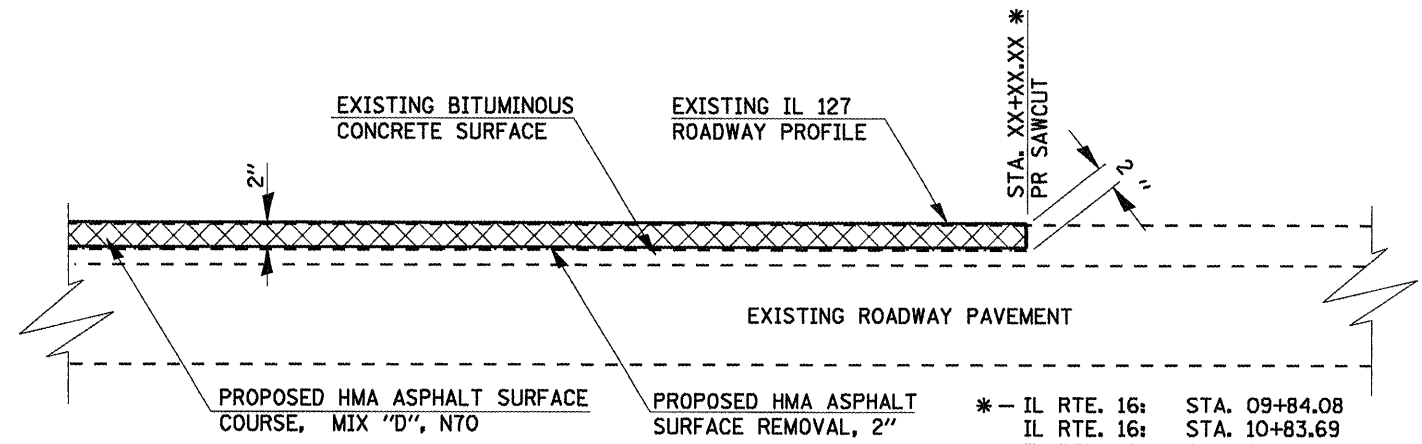 STA. XX+XX.XX *
PR SAWCUT
EXISTING BITUMINOUS
CONCRETE SURFACE
EXISTING IL 127
ROADWAY PROFILE
2"
2"
EXISTING ROADWAY PAVEMENT
PROPOSED HMA ASPHALT SURFACE
COURSE, MIX "D", N70
PROPOSED HMA ASPHALT
SURFACE REMOVAL, 2"
* - IL RTE. 16: STA. 09+84.08
IL RTE. 16: STA. 10+83.69